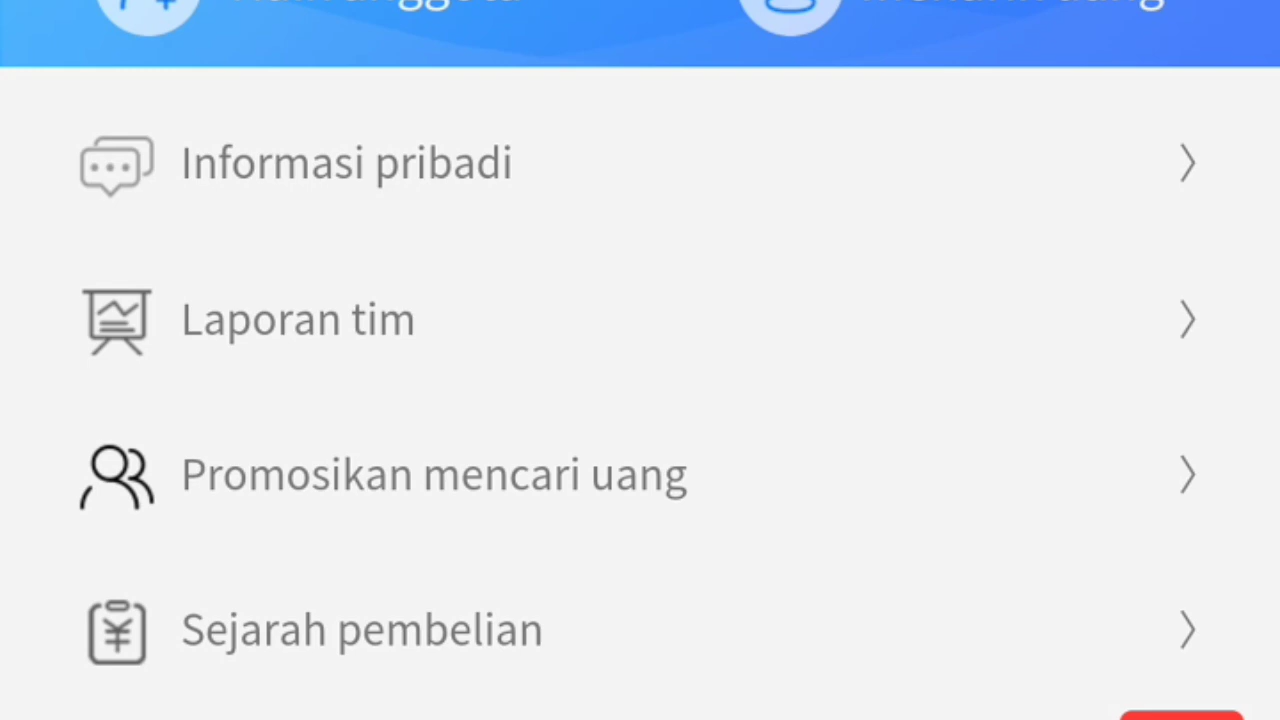 Informasi pribadi
Laporan tim
Promosikan mencari uang
Sejarah pembelian